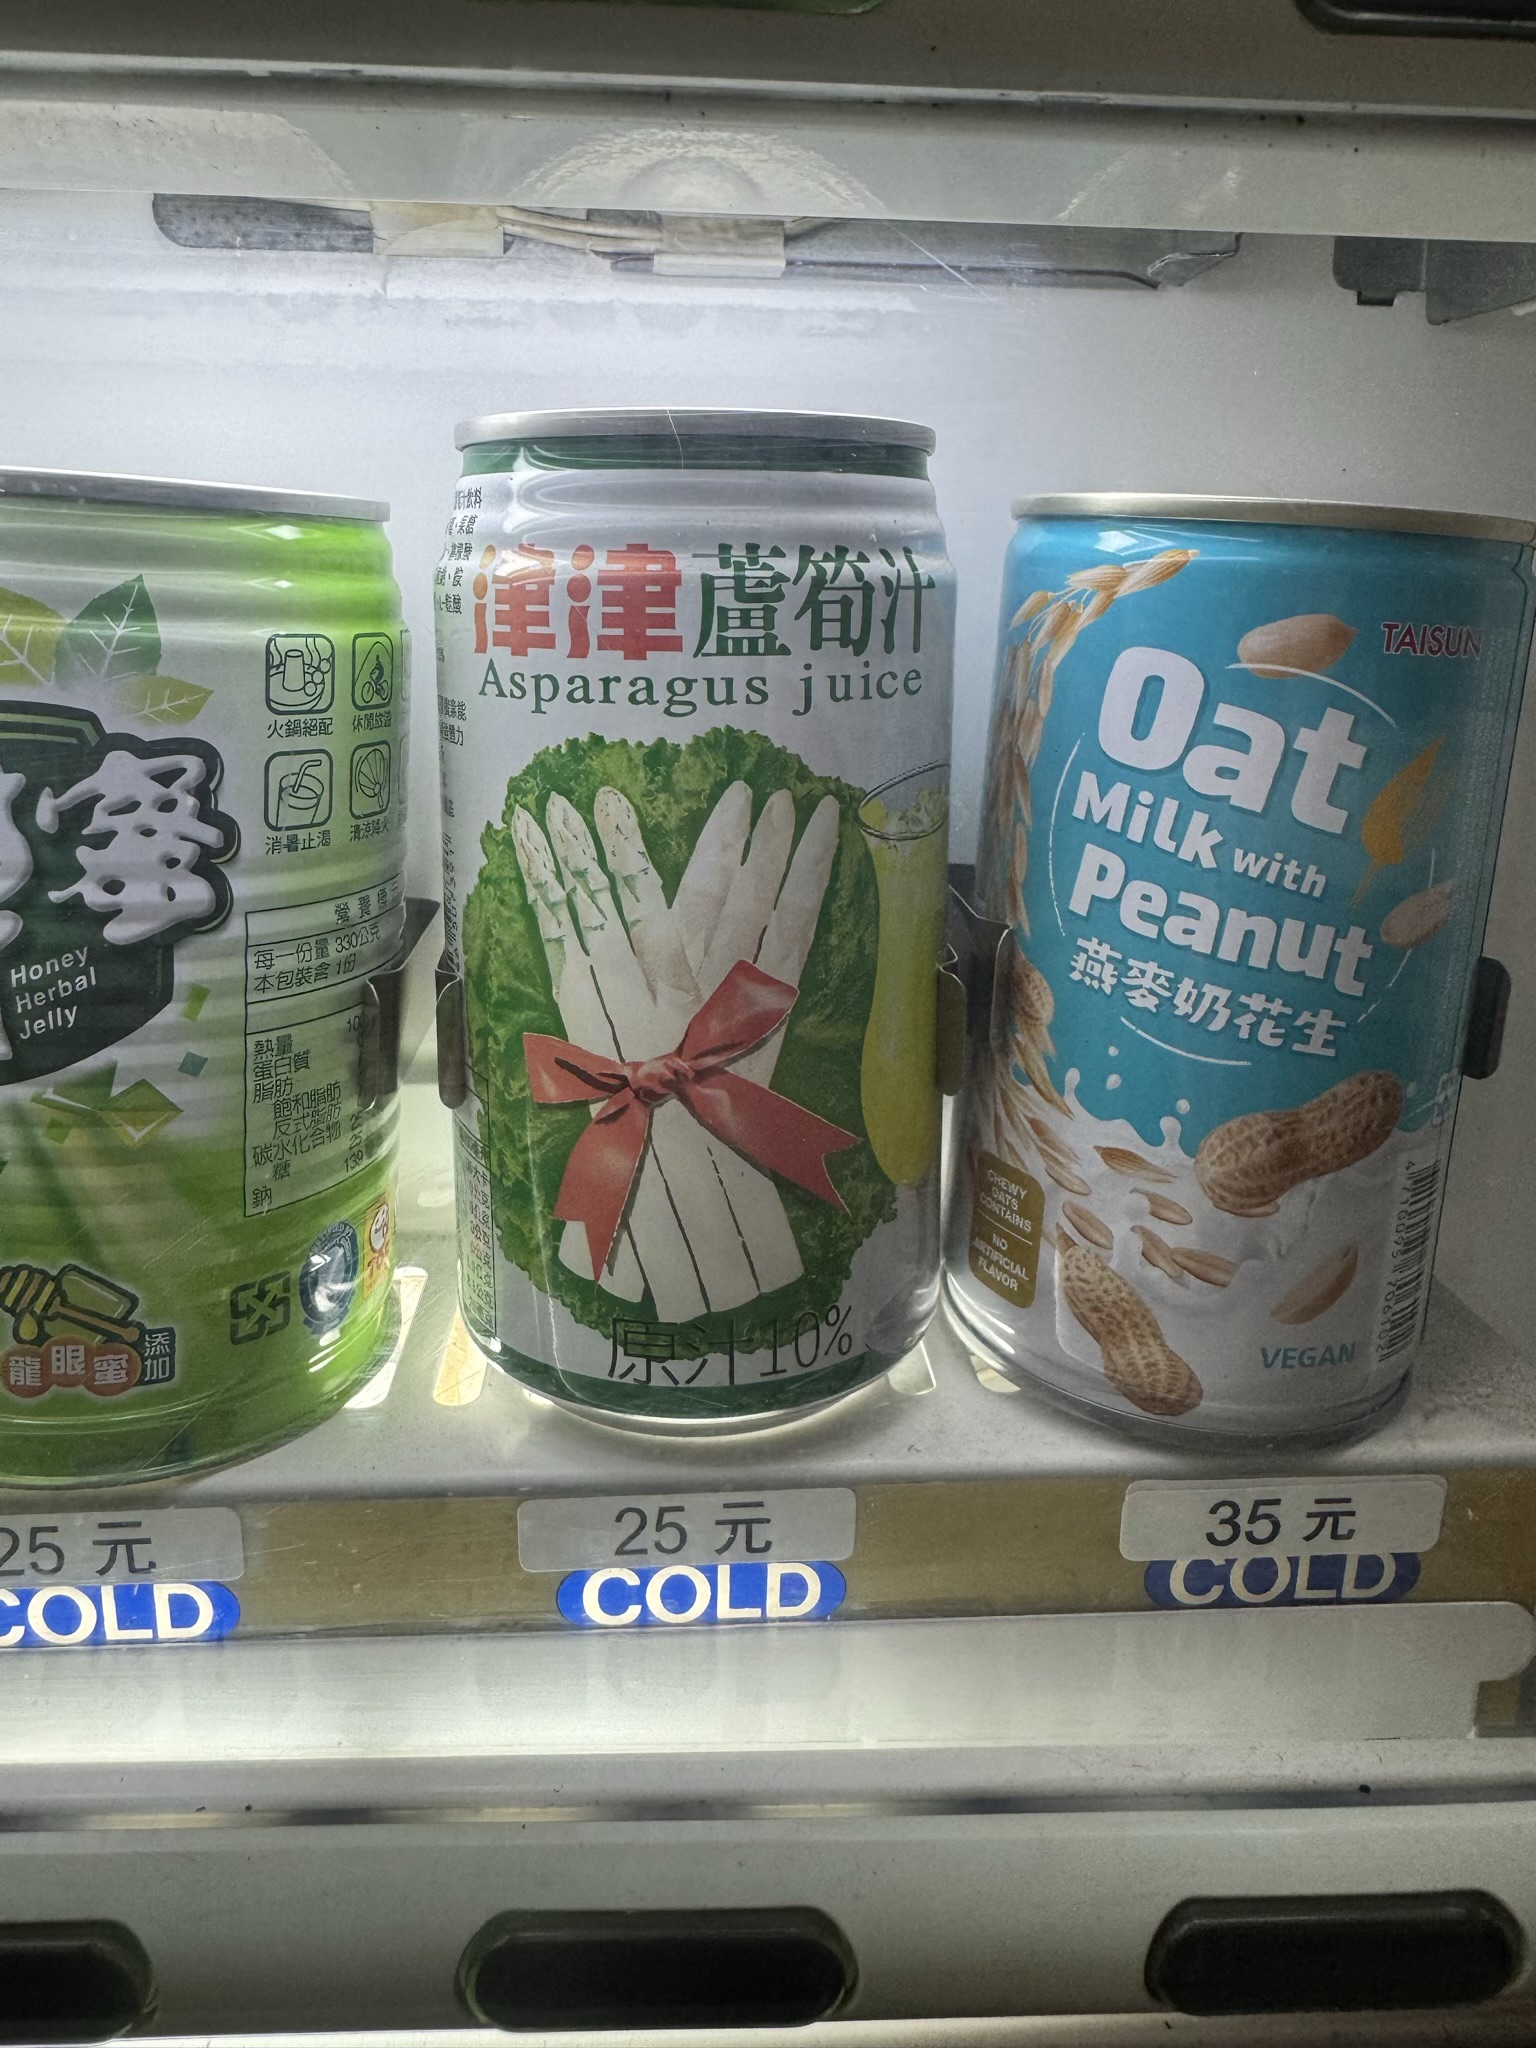 蜜
Honey
Herbal
Jelly
火鍋絕配
休閒旅遊
消暑止渴
清涼降火
營養標示
每一份量 330公克
本包裝含 1份
熱量
蛋白質
脂肪
飽和脂肪
反式脂肪
碳水化合物
糖
鈉
龍眼蜜
添加
25 元
COLD
津津蘆筍汁
Asparagus juice
原汁10%
25 元
COLD
TAISUN
Oat
Milk with
Peanut
燕麥奶花生
CHEWY
OATS
CONTAINS
NO
ARTIFICIAL
FLAVOR
VEGAN
35 元
COLD